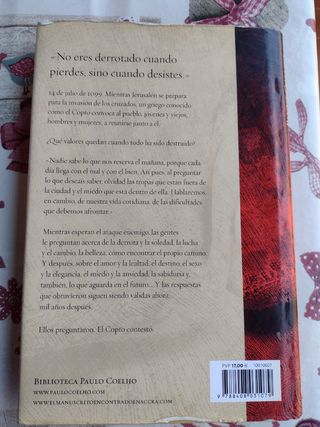 «No eres derrotado cuando
pierdes, sino cuando desistes.»
14 de julio de 1099. Mientras Jerusalén se prepara
para la invasión de los cruzados, un griego conocido
como el Copto convoca al pueblo, jóvenes y viejos,
hombres y mujeres, a reunirse junto a él.
¿Qué valores quedan cuando todo ha sido destruido?
«Nadie sabe lo que nos reserva el mañana, porque cada
día llega con el mal y con el bien. Así pues, al preguntar
lo que deseáis saber, olvidad las tropas que están fuera de
la ciudad y el miedo que está dentro de ella. Hablaremos,
en cambio, de nuestra vida cotidiana, de las dificultades
que debemos afrontar.»
Mientras esperan el ataque enemigo, las gentes
le preguntan acerca de la derrota y la soledad, la lucha
y el cambio, la belleza, cómo encontrar el propio camino.
Y después, sobre el amor y la lealtad, el destino, el sexo
y la elegancia, el miedo y la ansiedad, la sabiduría y,
también, lo que aguarda en el futuro... Y las respuestas
que obtuvieron siguen siendo válidas ahora,
mil años después.
Ellos preguntaron. El Copto contestó.
BIBLIOTECA PAULO COELHO
WWW.PAULOCOELHO.COM
WWW.ELMANUSCRITOENCONTRADOENACCRA.COM
PVP 17,00 € 10010607
9 788408 031079